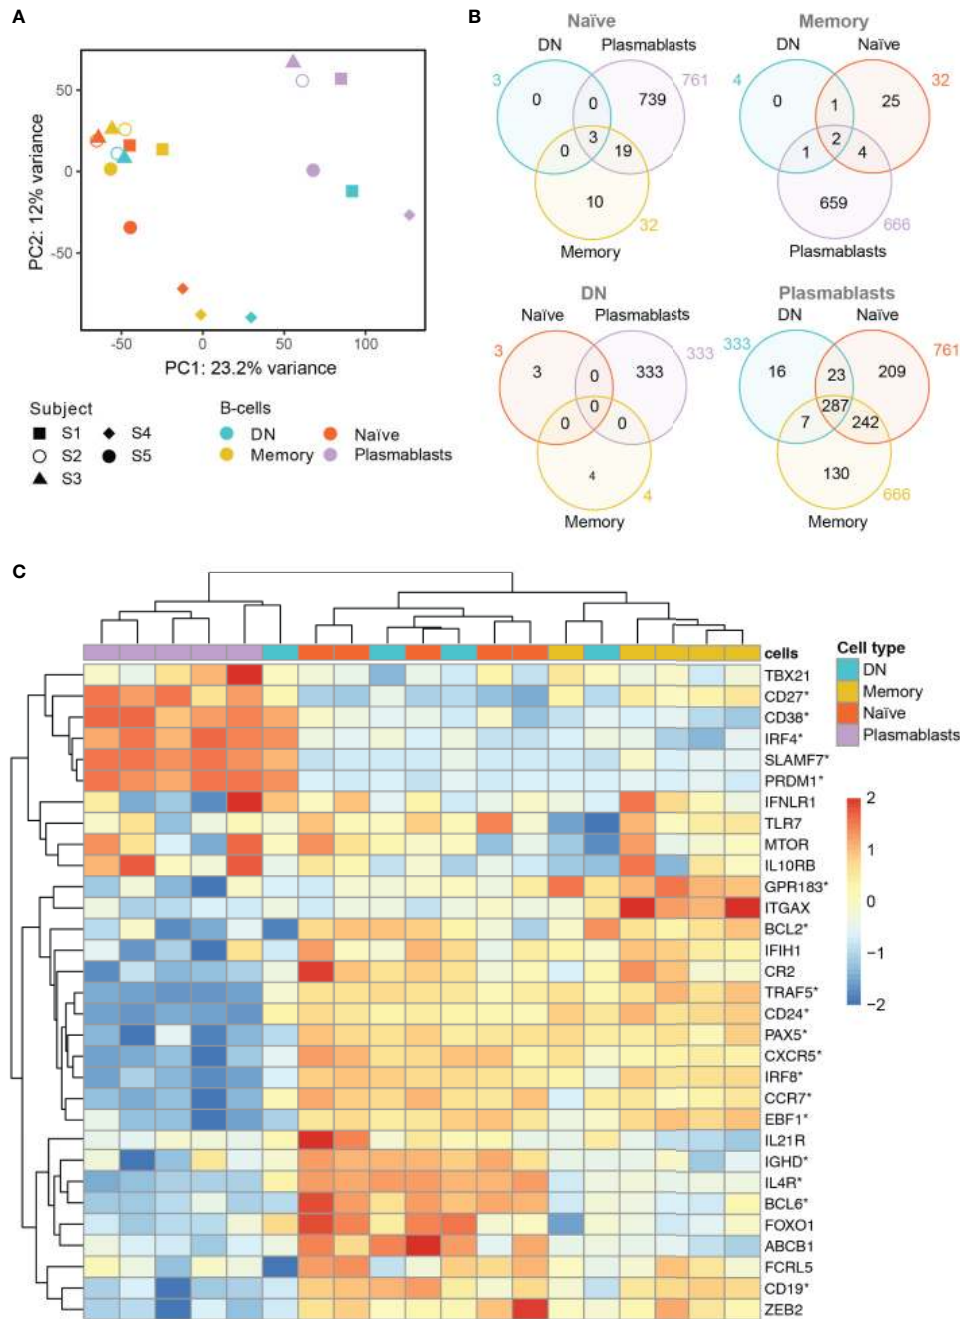 A
PC2: 12% variance
50
0
-50
-50
0
50
100
PC1: 23.2% variance
Subject
S1
S4
S2
S5
S3
B-cells
DN
Naïve
Memory
Plasmablasts
B
Naïve
DN
Plasmablasts
3
761
0
0
739
3
0
19
10
32
Memory
Memory
DN
Naïve
4
32
0
1
25
2
1
4
659
666
Plasmablasts
DN
Naïve
Plasmablasts
3
333
3
0
333
0
0
0
4
4
Memory
Plasmablasts
DN
Naïve
333
761
16
23
209
287
7
242
130
666
Memory
C
cells
TBX21
CD27*
CD38*
IRF4*
SLAMF7*
PRDM1*
IFNLR1
TLR7
MTOR
IL10RB
GPR183*
ITGAX
BCL2*
IFIH1
CR2
TRAF5*
CD24*
PAX5*
CXCR5*
IRF8*
CCR7*
EBF1*
IL21R
IGHD*
IL4R*
BCL6*
FOXO1
ABCB1
FCRL5
CD19*
ZEB2
Cell type
DN
Memory
Naïve
Plasmablasts
2
1
0
−1
−2